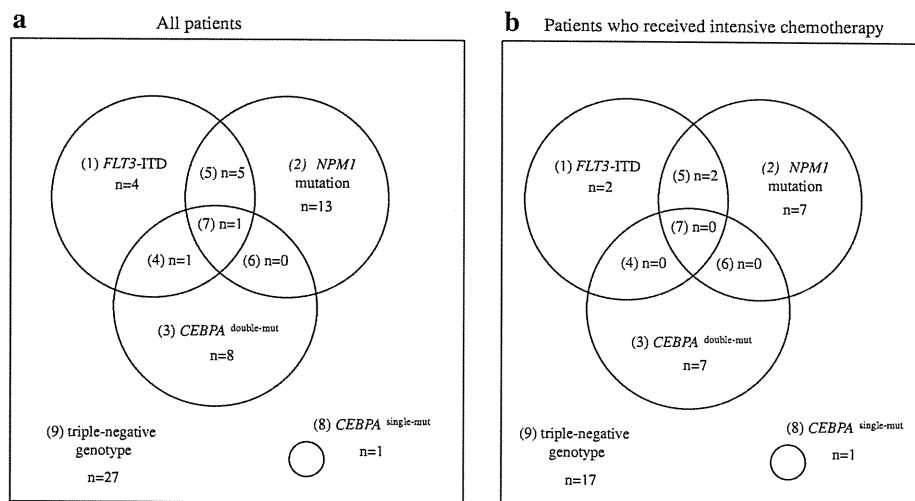 a
All patients
(1) FLT3-ITD
n=4
(5) n=5
(2) NPM1
mutation
n=13
(7) n=1
(4) n=1
(6) n=0
(3) CEBPA double-mut
n=8
(9) triple-negative
genotype
n=27
(8) CEBPA single-mut
n=1
b
Patients who received intensive chemotherapy
(1) FLT3-ITD
n=2
(5) n=2
(2) NPM1
mutation
n=7
(7) n=0
(4) n=0
(6) n=0
(3) CEBPA double-mut
n=7
(9) triple-negative
genotype
n=17
(8) CEBPA single-mut
n=1